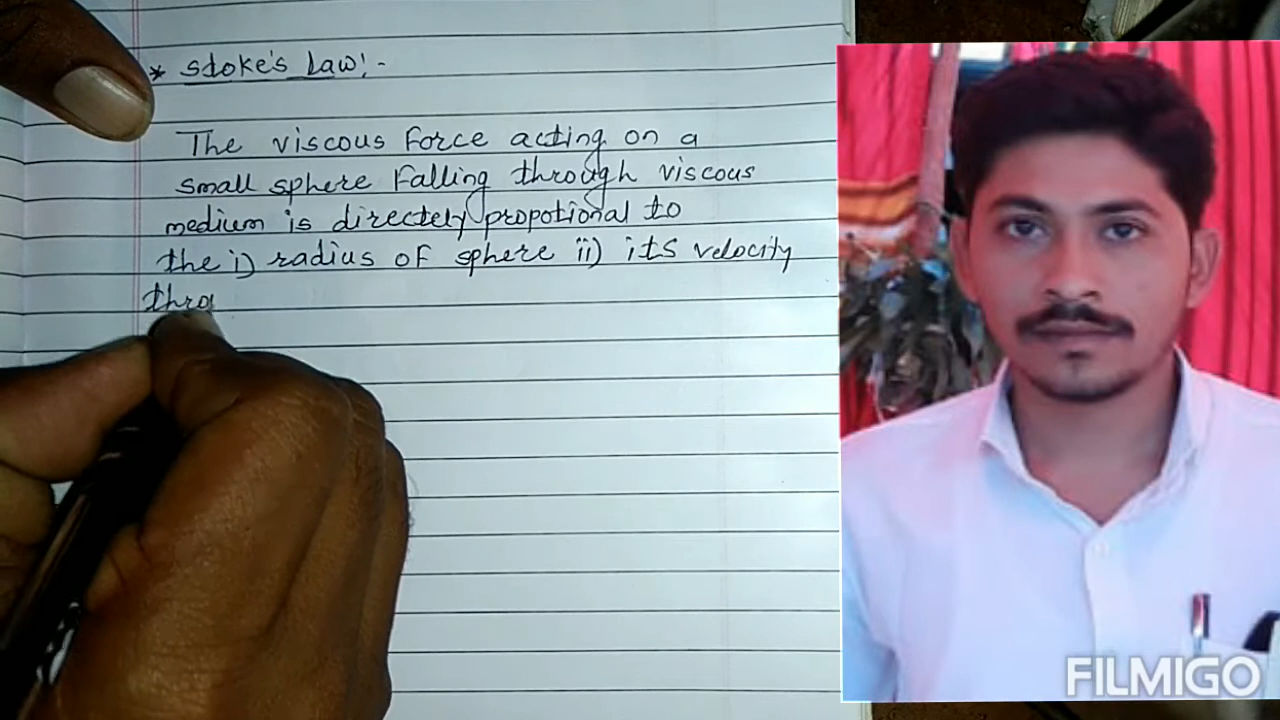 * Stoke's Law:-
The viscous force acting on a
small sphere falling through viscous
medium is directely propotional to
the i) radius of sphere ii) its velocity
thro
FILMIGO